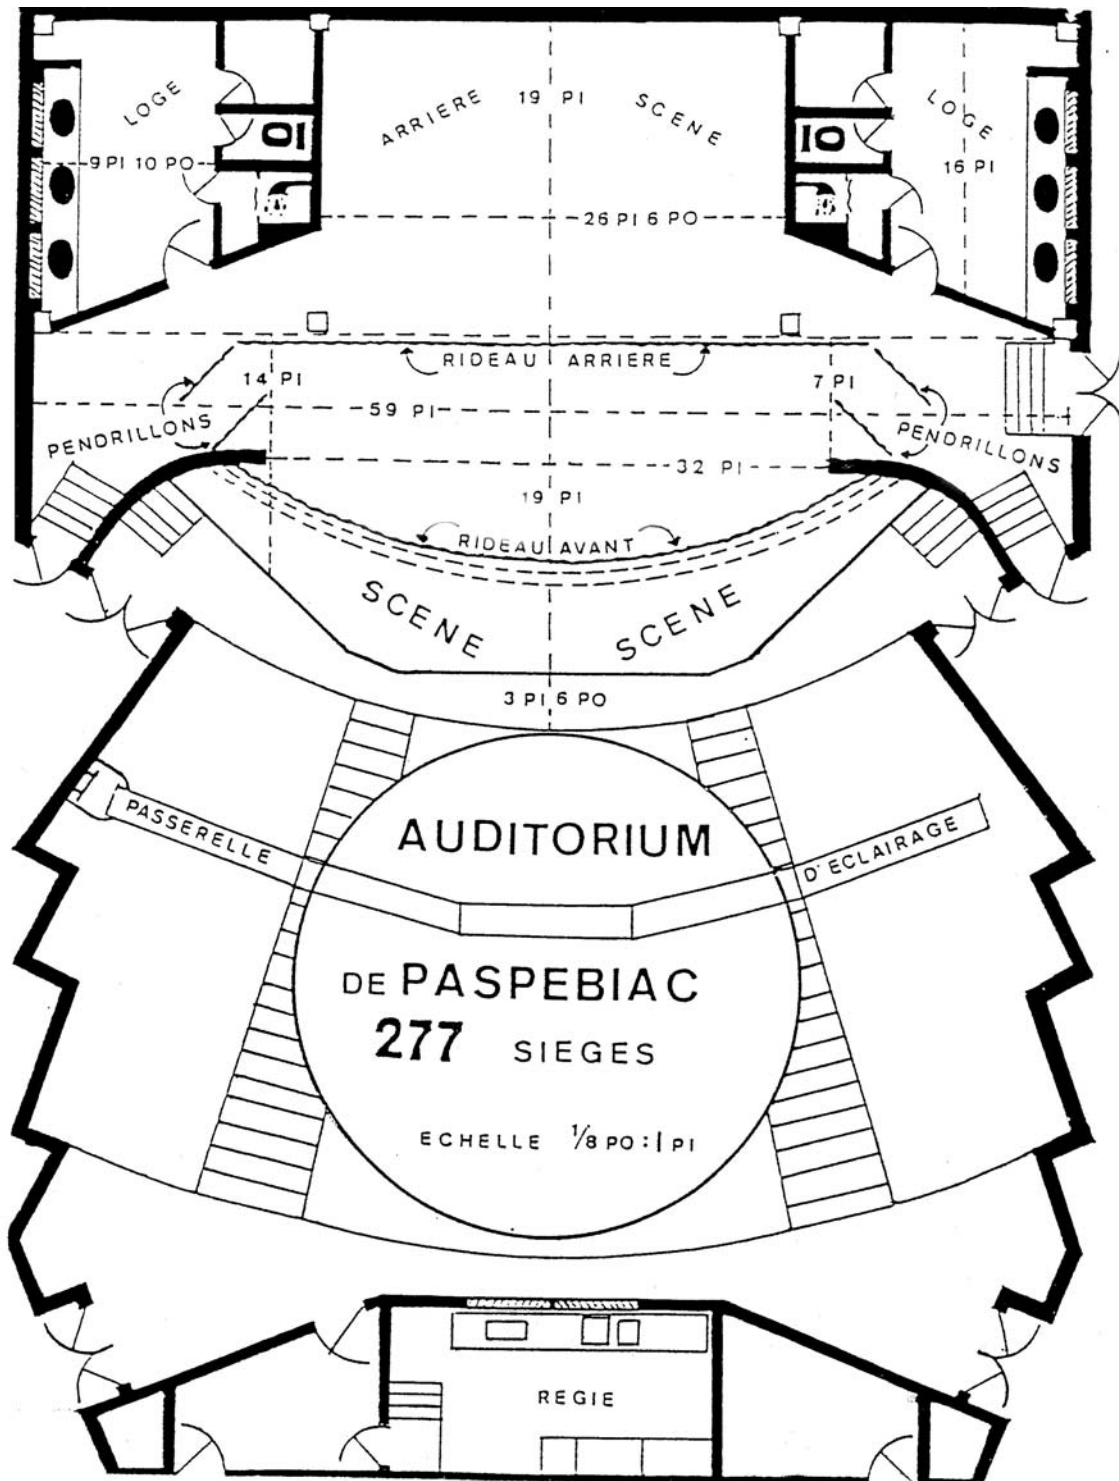 LOGE
ARRIERE 19 PI SCENE
LOGE
9 PI 10 PO
16 PI
26 PI 6 PO
RIDEAU ARRIERE
14 PI
7 PI
59 PI
PENDRILLONS
PENDRILLONS
32 PI
19 PI
RIDEAU AVANT
SCENE
SCENE
3 PI 6 PO
PASSERELLE
D'ECLAIRAGE
AUDITORIUM
DE PASPEBIAC
277 SIEGES
ECHELLE 1/8 PO : 1 PI
REGIE